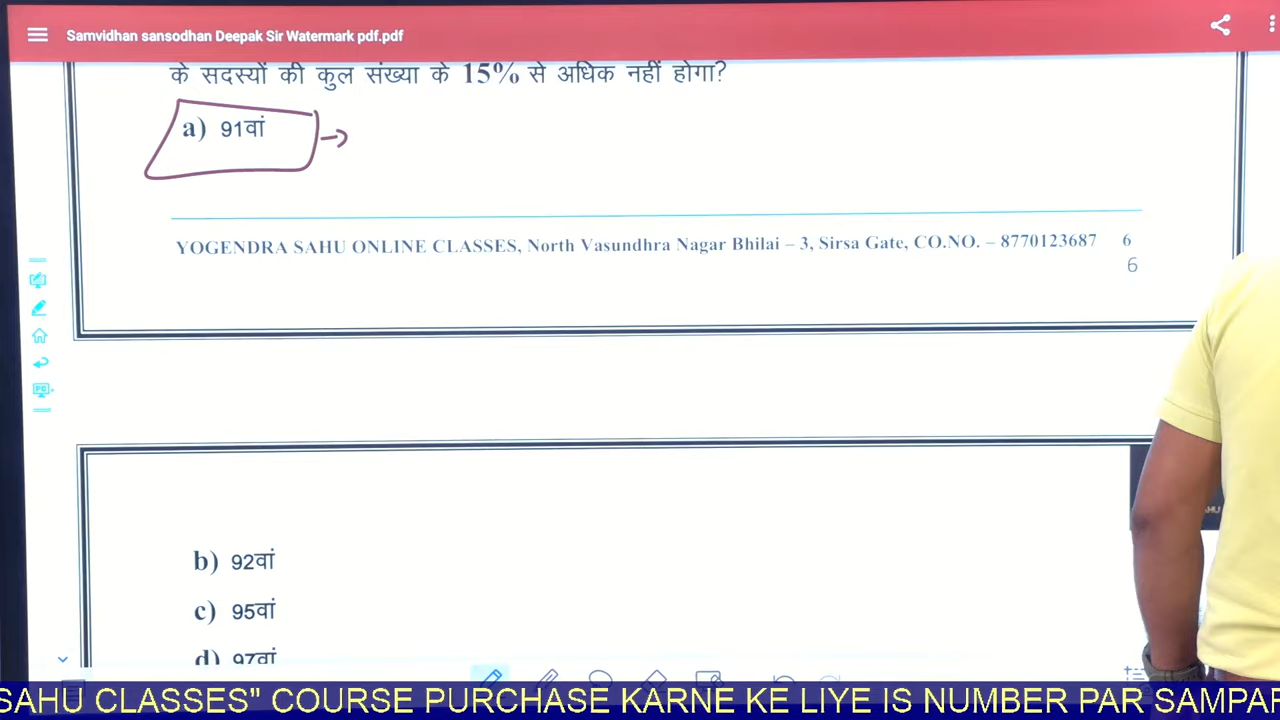 Samvidhan sansodhan Deepak Sir Watermark pdf.pdf
के सदस्यों की कुल संख्या के 15% से अधिक नहीं होगा?
a) 91वां
YOGENDRA SAHU ONLINE CLASSES, North Vasundhra Nagar Bhilai – 3, Sirsa Gate, CO.NO. – 8770123687 6
6
b) 92वां
c) 95वां
d) 97वां
SAHU CLASSES" COURSE PURCHASE KARNE KE LIYE IS NUMBER PAR SAMPAR